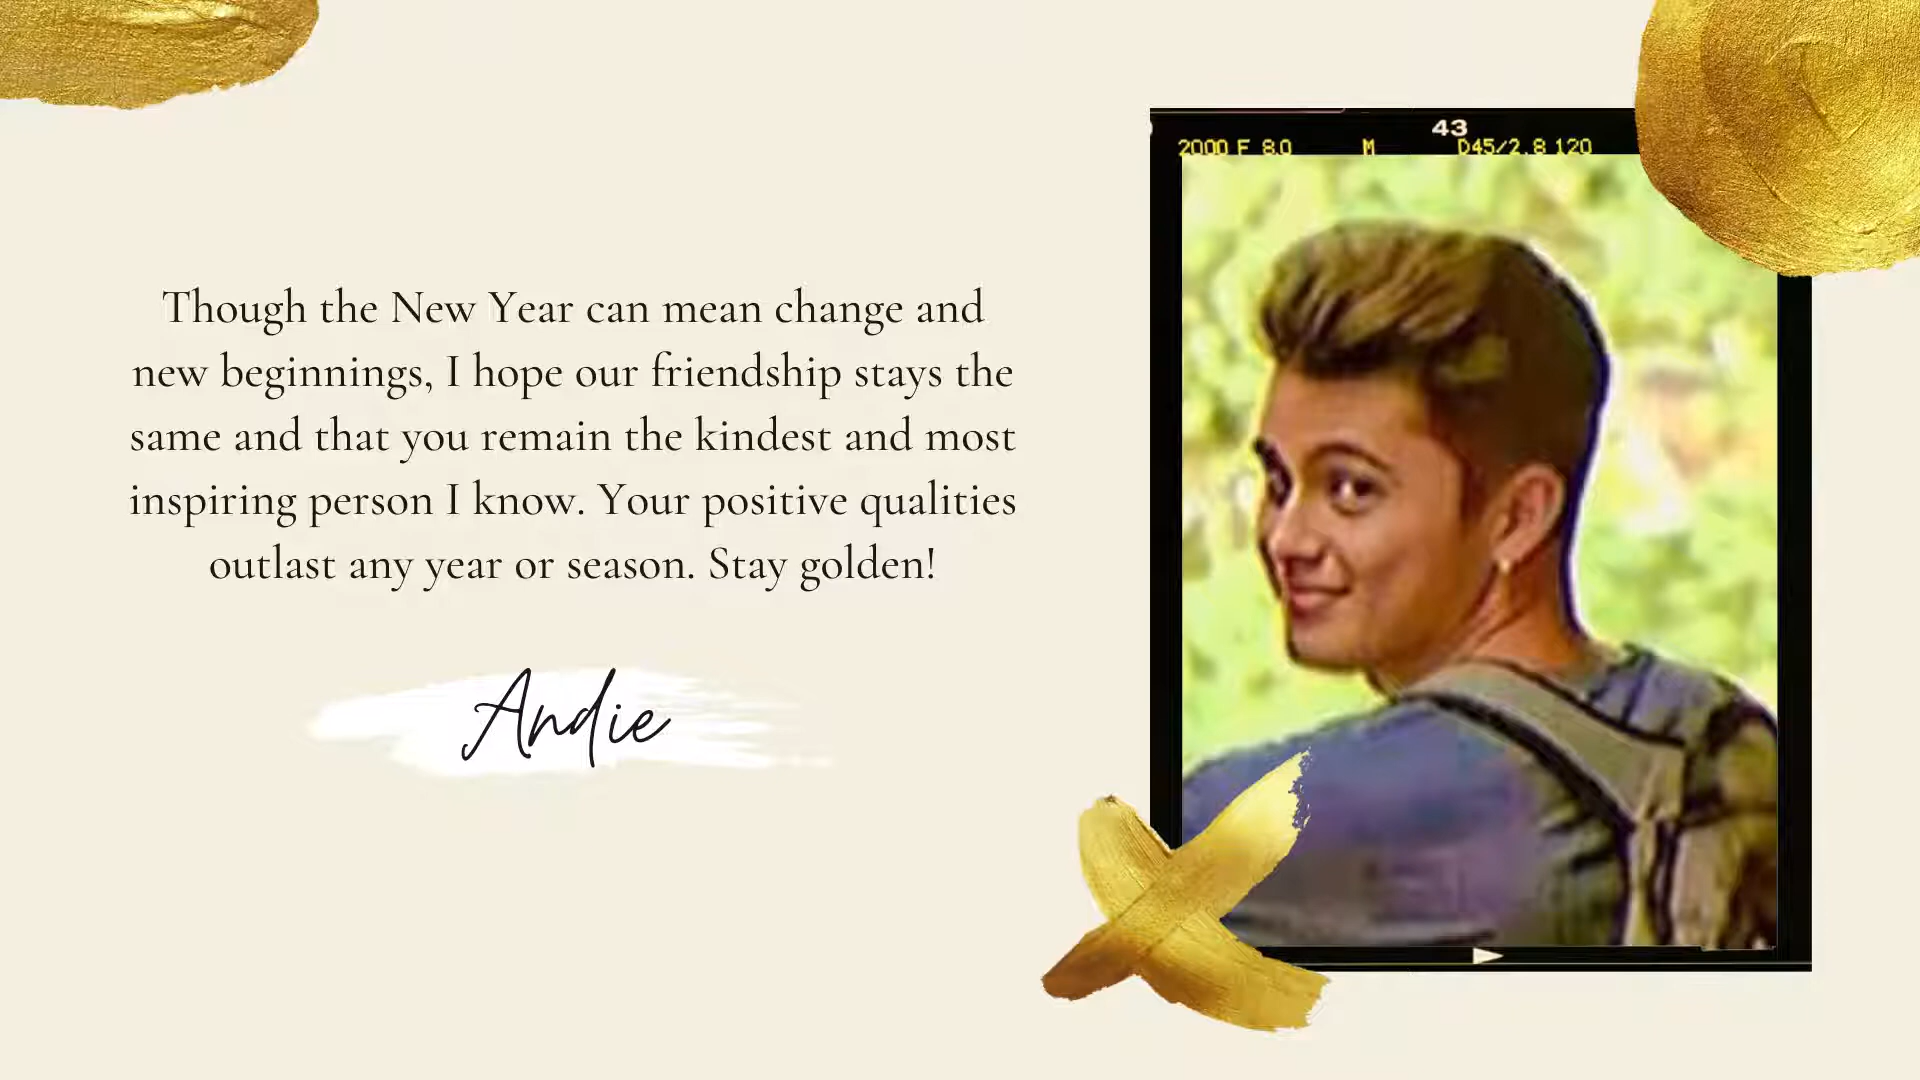 43
2000 F 80 M D45/2.8 120
Though the New Year can mean change and
new beginnings, I hope our friendship stays the
same and that you remain the kindest and most
inspiring person I know. Your positive qualities
outlast any year or season. Stay golden!
Andie